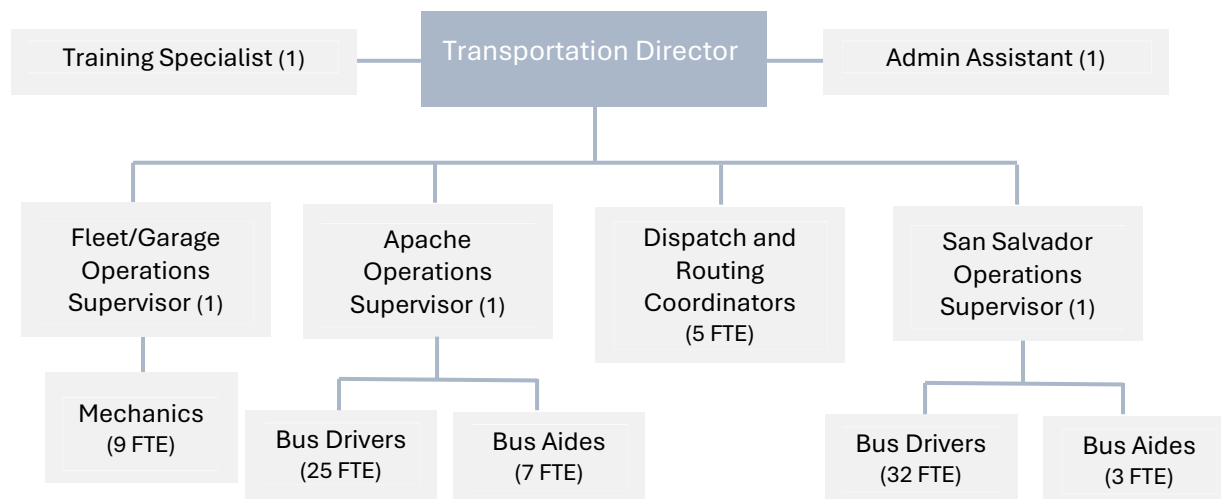 Transportation Director
Training Specialist (1)
Admin Assistant (1)
Fleet/Garage
Operations
Supervisor (1)
Apache
Operations
Supervisor (1)
Dispatch and
Routing
Coordinators
(5 FTE)
San Salvador
Operations
Supervisor (1)
Mechanics
(9 FTE)
Bus Drivers
(25 FTE)
Bus Aides
(7 FTE)
Bus Drivers
(32 FTE)
Bus Aides
(3 FTE)